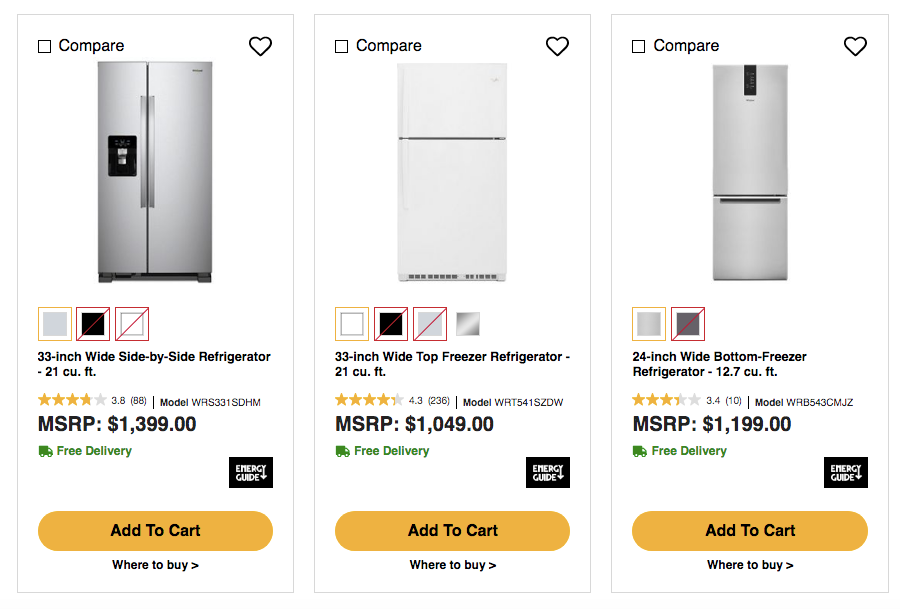 Compare
33-inch Wide Side-by-Side Refrigerator
- 21 cu. ft.
3.8 (88) | Model WRS331SDHM
MSRP: $1,399.00
Free Delivery
ENERGY
GUIDE
Add To Cart
Where to buy >
Compare
33-inch Wide Top Freezer Refrigerator -
21 cu. ft.
4.3 (236) | Model WRT541SZDW
MSRP: $1,049.00
Free Delivery
ENERGY
GUIDE
Add To Cart
Where to buy >
Compare
24-inch Wide Bottom-Freezer
Refrigerator - 12.7 cu. ft.
3.4 (10) | Model WRB543CMJZ
MSRP: $1,199.00
Free Delivery
ENERGY
GUIDE
Add To Cart
Where to buy >